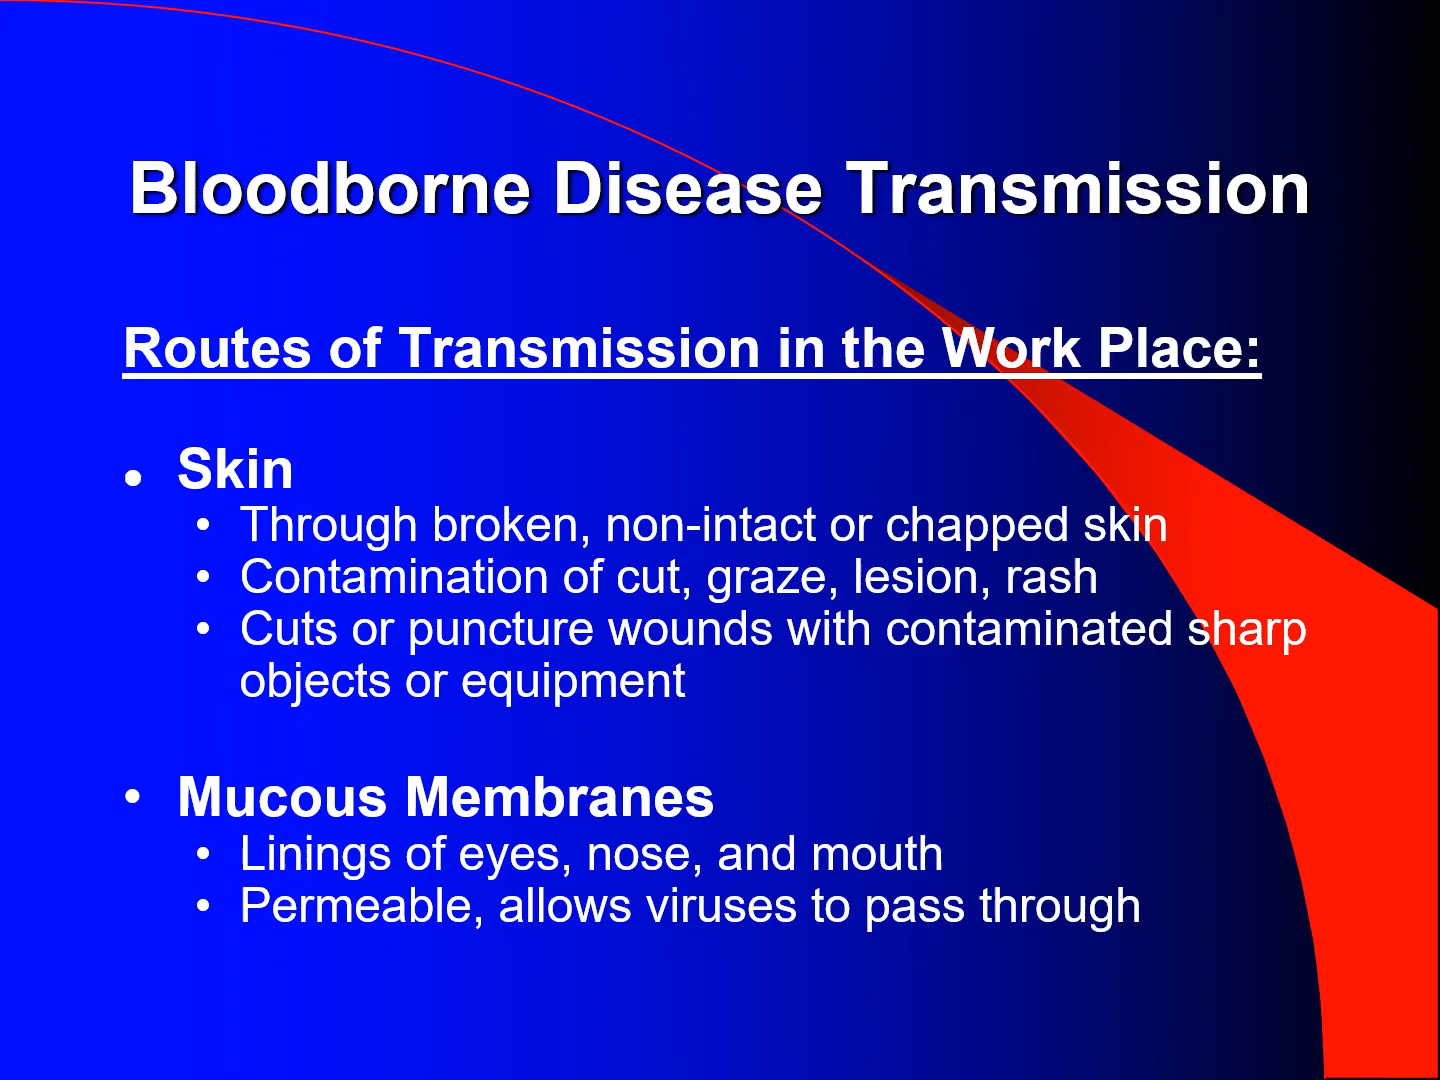 Bloodborne Disease Transmission
Routes of Transmission in the Work Place:
• Skin
• Through broken, non-intact or chapped skin
• Contamination of cut, graze, lesion, rash
• Cuts or puncture wounds with contaminated sharp
objects or equipment
• Mucous Membranes
• Linings of eyes, nose, and mouth
• Permeable, allows viruses to pass through